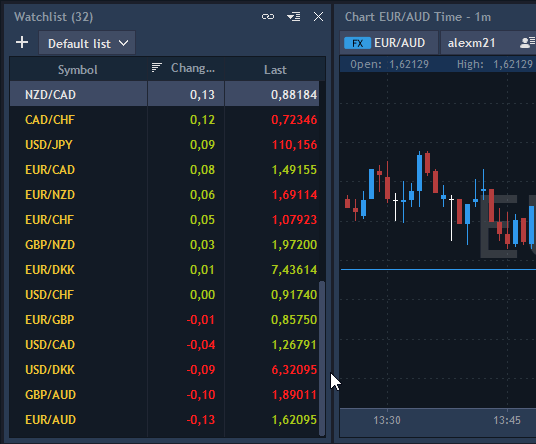 Watchlist (32)
Default list
Symbol Chang... Last
NZD/CAD 0,13 0,88184
CAD/CHF 0,12 0,72346
USD/JPY 0,09 110,156
EUR/CAD 0,08 1,49155
EUR/NZD 0,06 1,69114
EUR/CHF 0,05 1,07923
GBP/NZD 0,03 1,97200
EUR/DKK 0,01 7,43614
USD/CHF 0,00 0,91740
EUR/GBP -0,01 0,85750
USD/CAD -0,04 1,26791
USD/DKK -0,09 6,32095
GBP/AUD -0,10 1,89011
EUR/AUD -0,13 1,62095
Chart EUR/AUD Time - 1m
FX EUR/AUD alexm21
Open: 1,62129 High: 1,62129
13:30 13:45